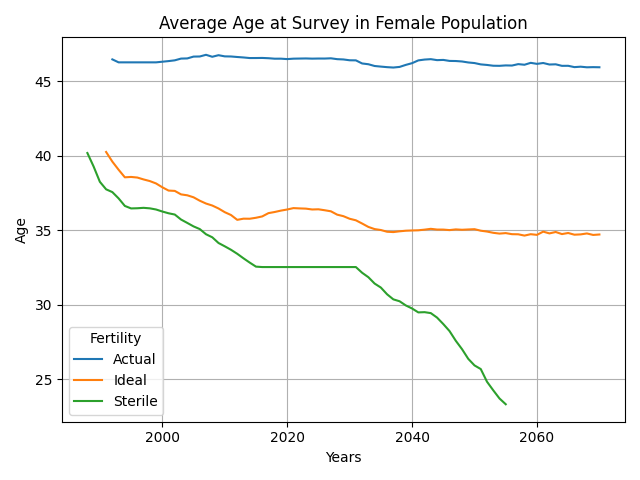 Average Age at Survey in Female Population
Age
45
40
35
30
25
Fertility
Actual
Ideal
Sterile
2000 2020 2040 2060
Years